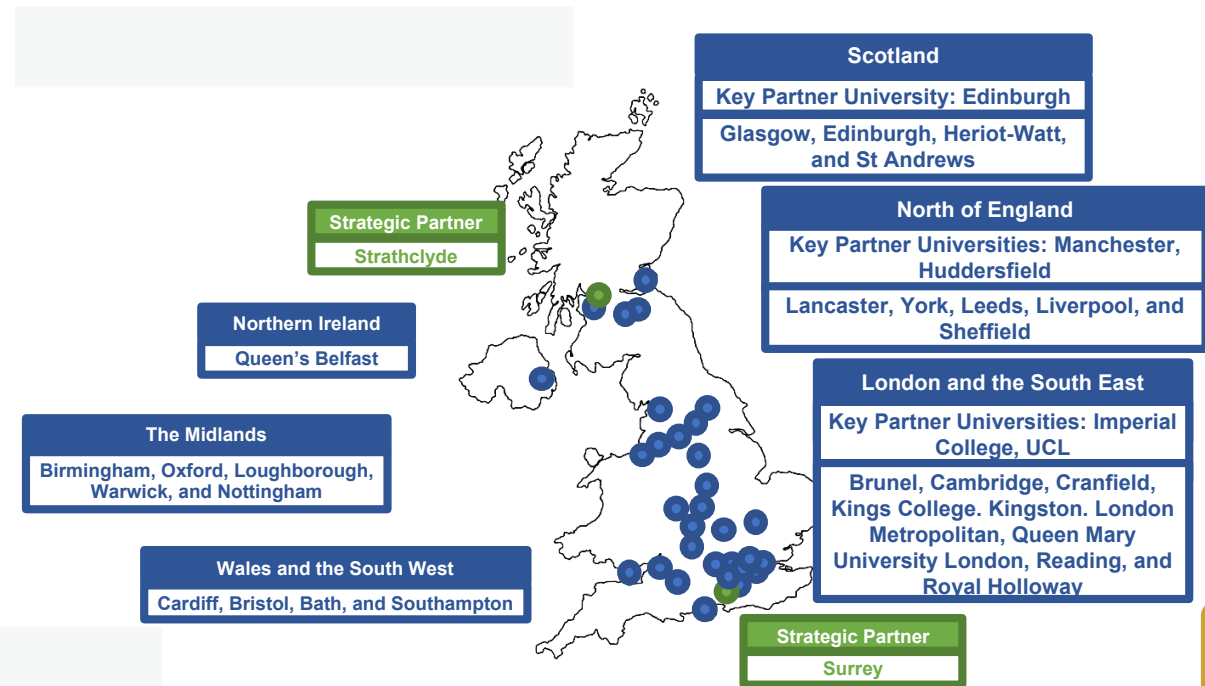 Scotland
Key Partner University: Edinburgh
Glasgow, Edinburgh, Heriot-Watt,
and St Andrews
Strategic Partner
Strathclyde
North of England
Key Partner Universities: Manchester,
Huddersfield
Lancaster, York, Leeds, Liverpool, and
Sheffield
Northern Ireland
Queen's Belfast
London and the South East
Key Partner Universities: Imperial
College, UCL
Brunel, Cambridge, Cranfield,
Kings College. Kingston. London
Metropolitan, Queen Mary
University London, Reading, and
Royal Holloway
The Midlands
Birmingham, Oxford, Loughborough,
Warwick, and Nottingham
Wales and the South West
Cardiff, Bristol, Bath, and Southampton
Strategic Partner
Surrey